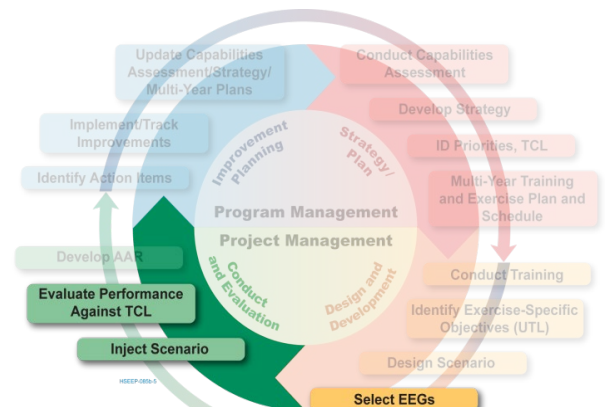 Update Capabilities
Assessment/Strategy/
Multi-Year Plans
Implement/Track
Improvements
Identify Action items
Develop AAR
Evaluate Performance
Against TCL
Inject Scenario
HSEEP-585b-5
Conduct Capabilities
Assessment
Develop Strategy
ID Priorities, TCL
Multi-Year Training
and Exercise Plan and
Schedule
Conduct Training
Identify Exercise-Specific
Objectives (UTL)
Design Scenario
Select EEGs
Improvement
Planning
Strategy/
Plan
Program Management
Project Management
Conduct
and Evaluation
Design and
Development